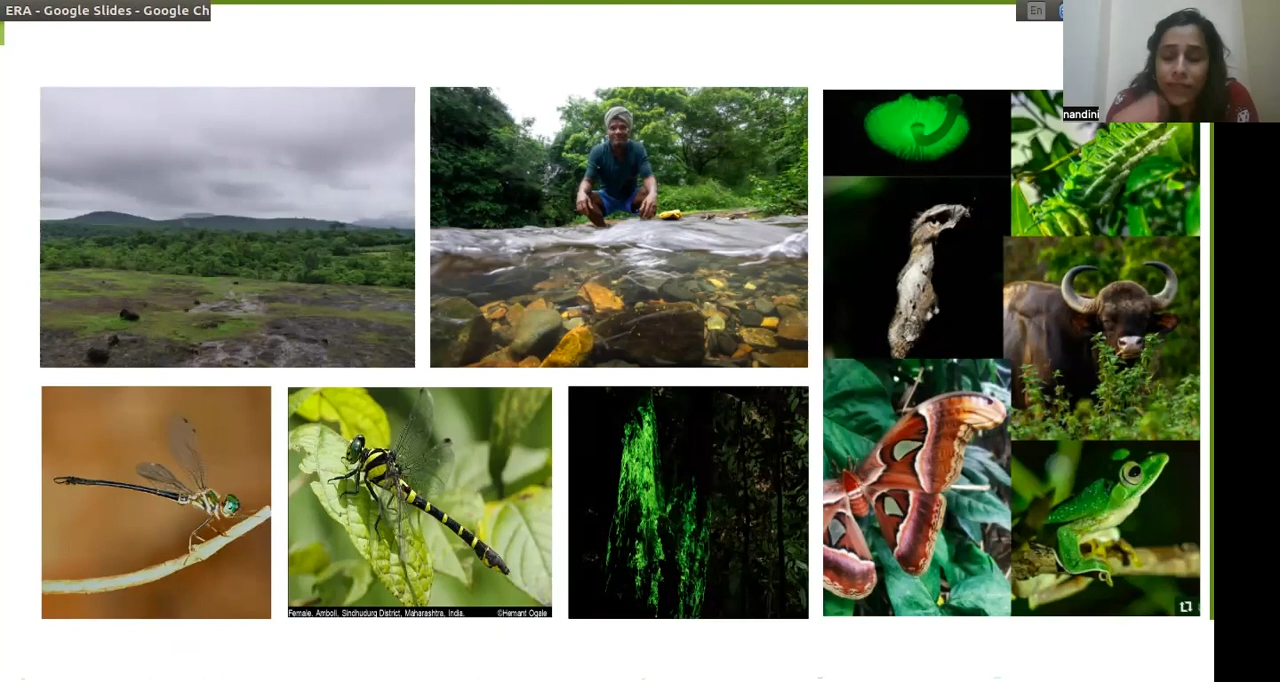 ERA - Google Slides - Google Ch
En
nandini
Female. Amboli, Sindhudurg District, Maharashtra, India. ©Hemant Ogale